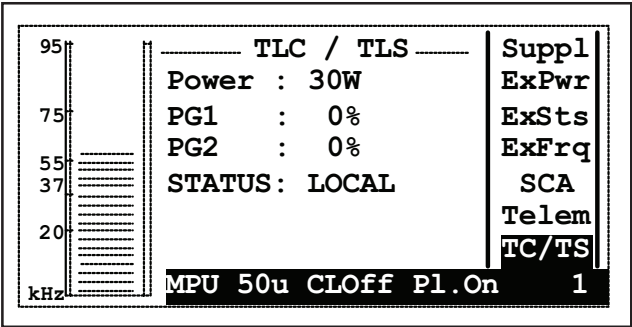 95
75
55
37
20
kHz
TLC / TLS
Power : 30W
PG1 : 0%
PG2 : 0%
STATUS: LOCAL
Suppl
ExPwr
ExSts
ExFrq
SCA
Telem
TC/TS
MPU 50u CLOff Pl.On 1